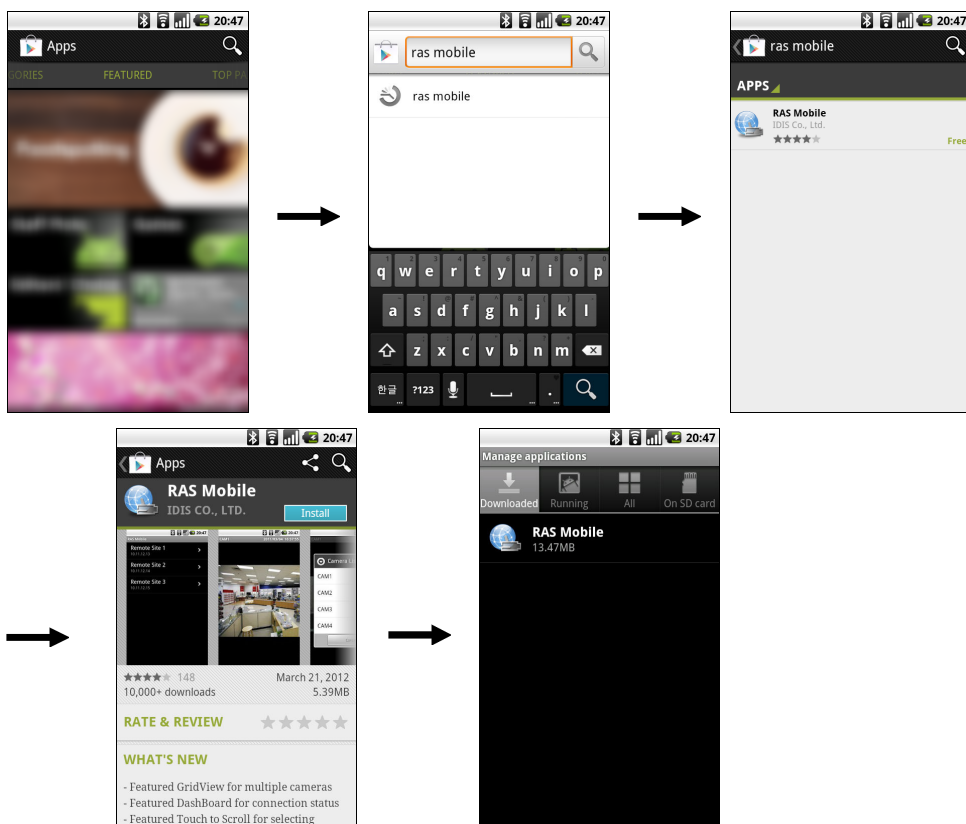 20:47
Apps
GORIES FEATURED TOP PA
20:47
ras mobile
ras mobile
q w e r t y u i o p
a s d f g h j k l
z x c v b n m
한글 ?123 .
20:47
ras mobile
APPS
RAS Mobile
IDIS Co., Ltd.
Free
20:47
Apps
RAS Mobile
IDIS CO., LTD.
Install
Remote Site 1
Remote Site 2
Remote Site 3
CAM1
CAM2
CAM3
CAM4
148 March 21, 2012
10,000+ downloads 5.39MB
RATE & REVIEW
WHAT'S NEW
- Featured GridView for multiple cameras
- Featured DashBoard for connection status
- Featured Touch to Scroll for selecting
20:47
Manage applications
Downloaded Running All On SD card
RAS Mobile
13.47MB